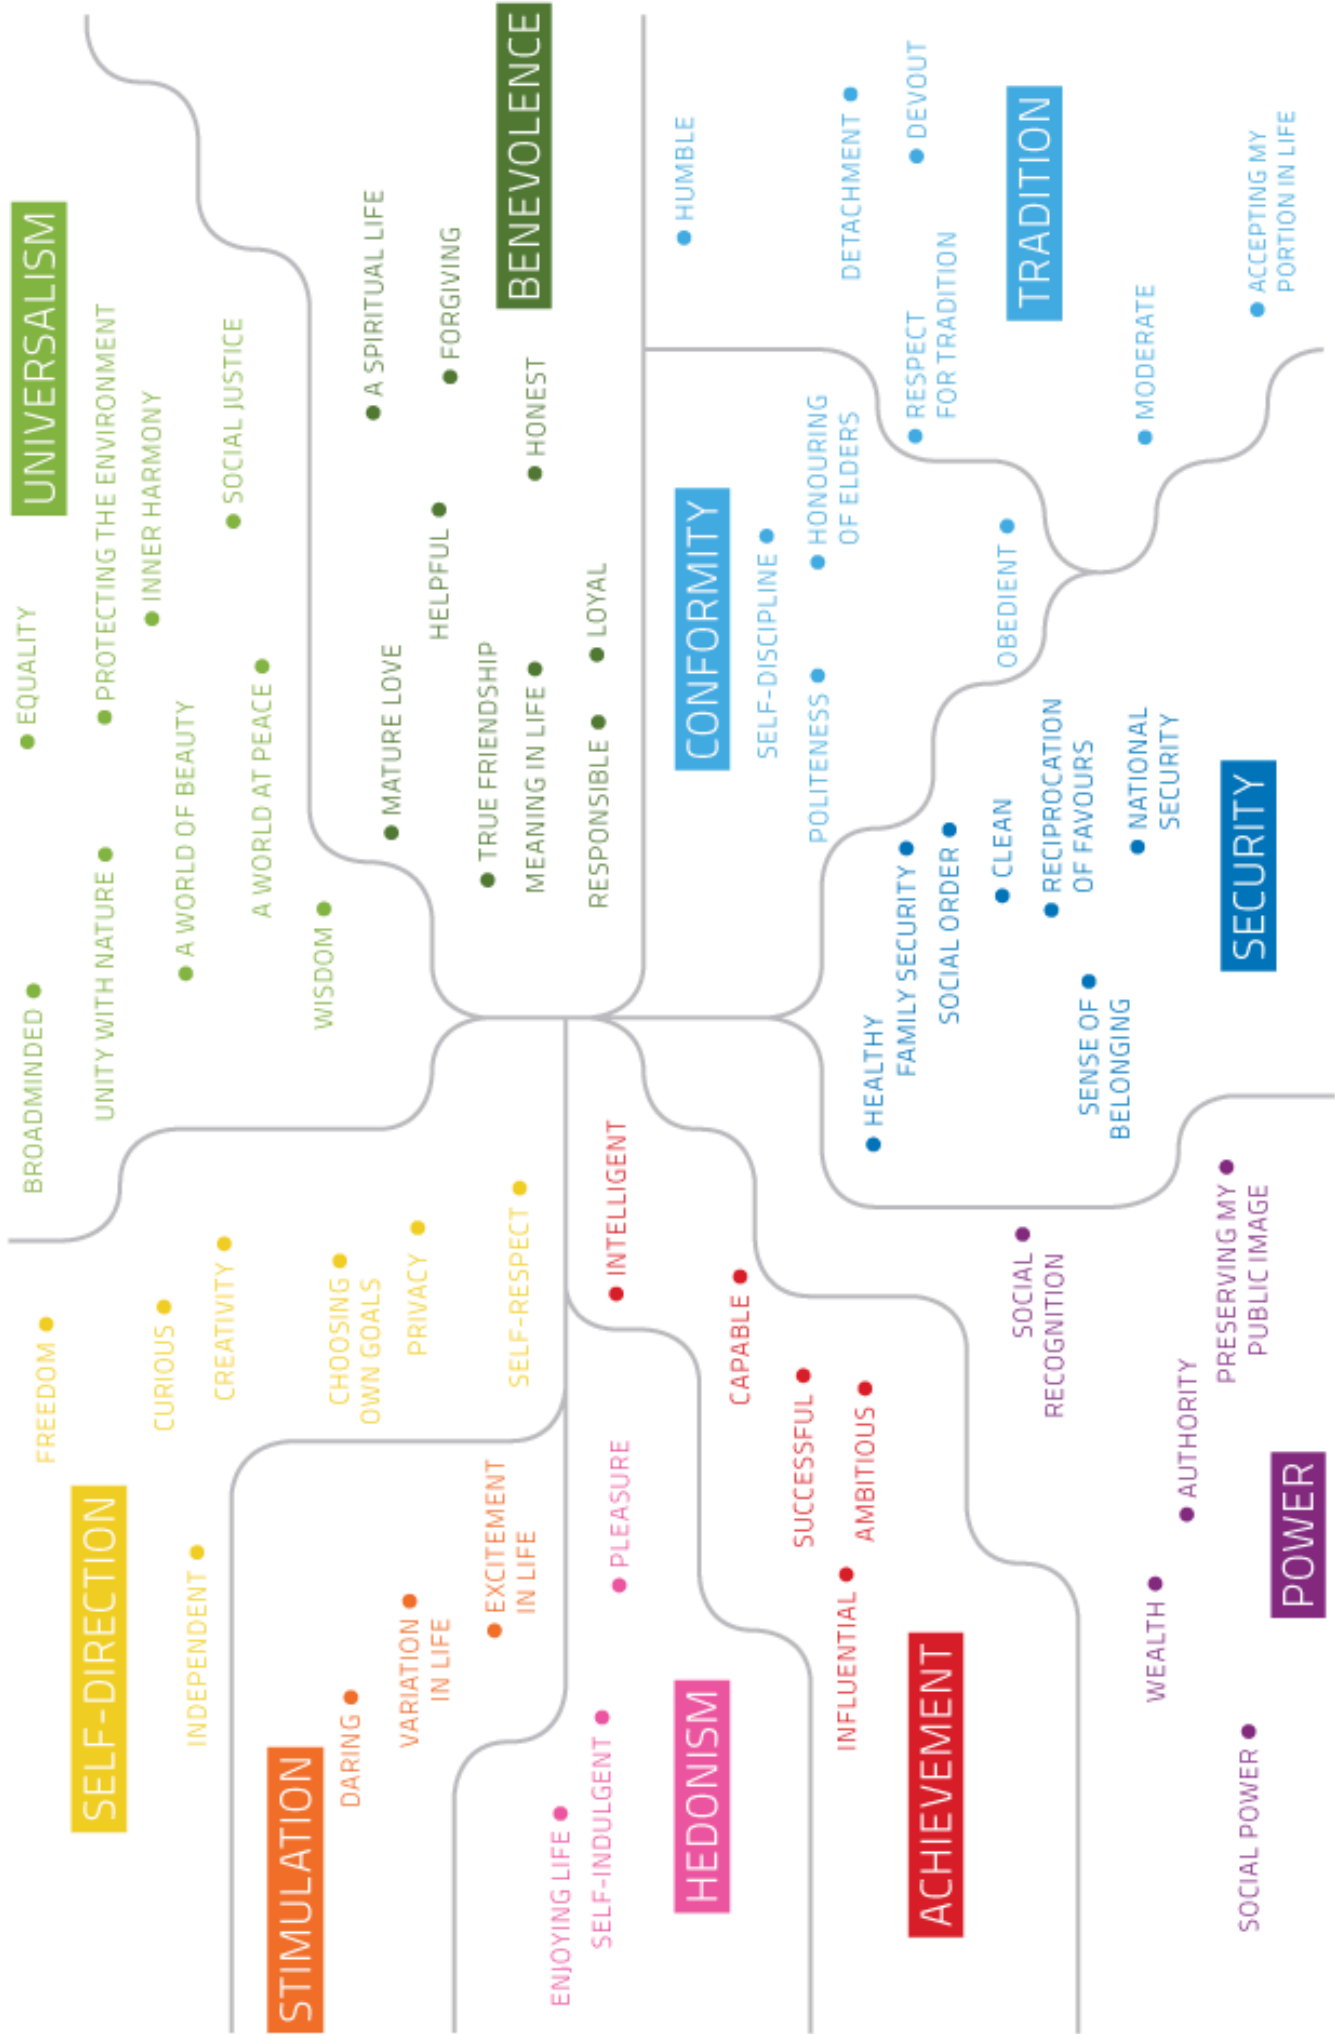 UNIVERSALISM
EQUALITY
BROADMINDED
PROTECTING THE ENVIRONMENT
UNITY WITH NATURE
INNER HARMONY
A WORLD OF BEAUTY
SOCIAL JUSTICE
A WORLD AT PEACE
WISDOM
BENEVOLENCE
A SPIRITUAL LIFE
MATURE LOVE
HELPFUL
FORGIVING
TRUE FRIENDSHIP
MEANING IN LIFE
HONEST
RESPONSIBLE
LOYAL
SELF-DIRECTION
FREEDOM
CURIOUS
CREATIVITY
INDEPENDENT
CHOOSING
OWN GOALS
PRIVACY
SELF-RESPECT
STIMULATION
DARING
VARIATION
IN LIFE
EXCITEMENT
IN LIFE
HEDONISM
ENJOYING LIFE
SELF-INDULGENT
PLEASURE
ACHIEVEMENT
INTELLIGENT
CAPABLE
SUCCESSFUL
AMBITIOUS
INFLUENTIAL
POWER
SOCIAL
RECOGNITION
AUTHORITY
PRESERVING MY
PUBLIC IMAGE
WEALTH
SOCIAL POWER
CONFORMITY
SELF-DISCIPLINE
POLITENESS
HONOURING
OF ELDERS
OBEDIENT
TRADITION
HUMBLE
DETACHMENT
DEVOUT
RESPECT
FOR TRADITION
MODERATE
ACCEPTING MY
PORTION IN LIFE
SECURITY
HEALTHY
FAMILY SECURITY
SOCIAL ORDER
CLEAN
RECIPROCATION
OF FAVOURS
SENSE OF
BELONGING
NATIONAL
SECURITY